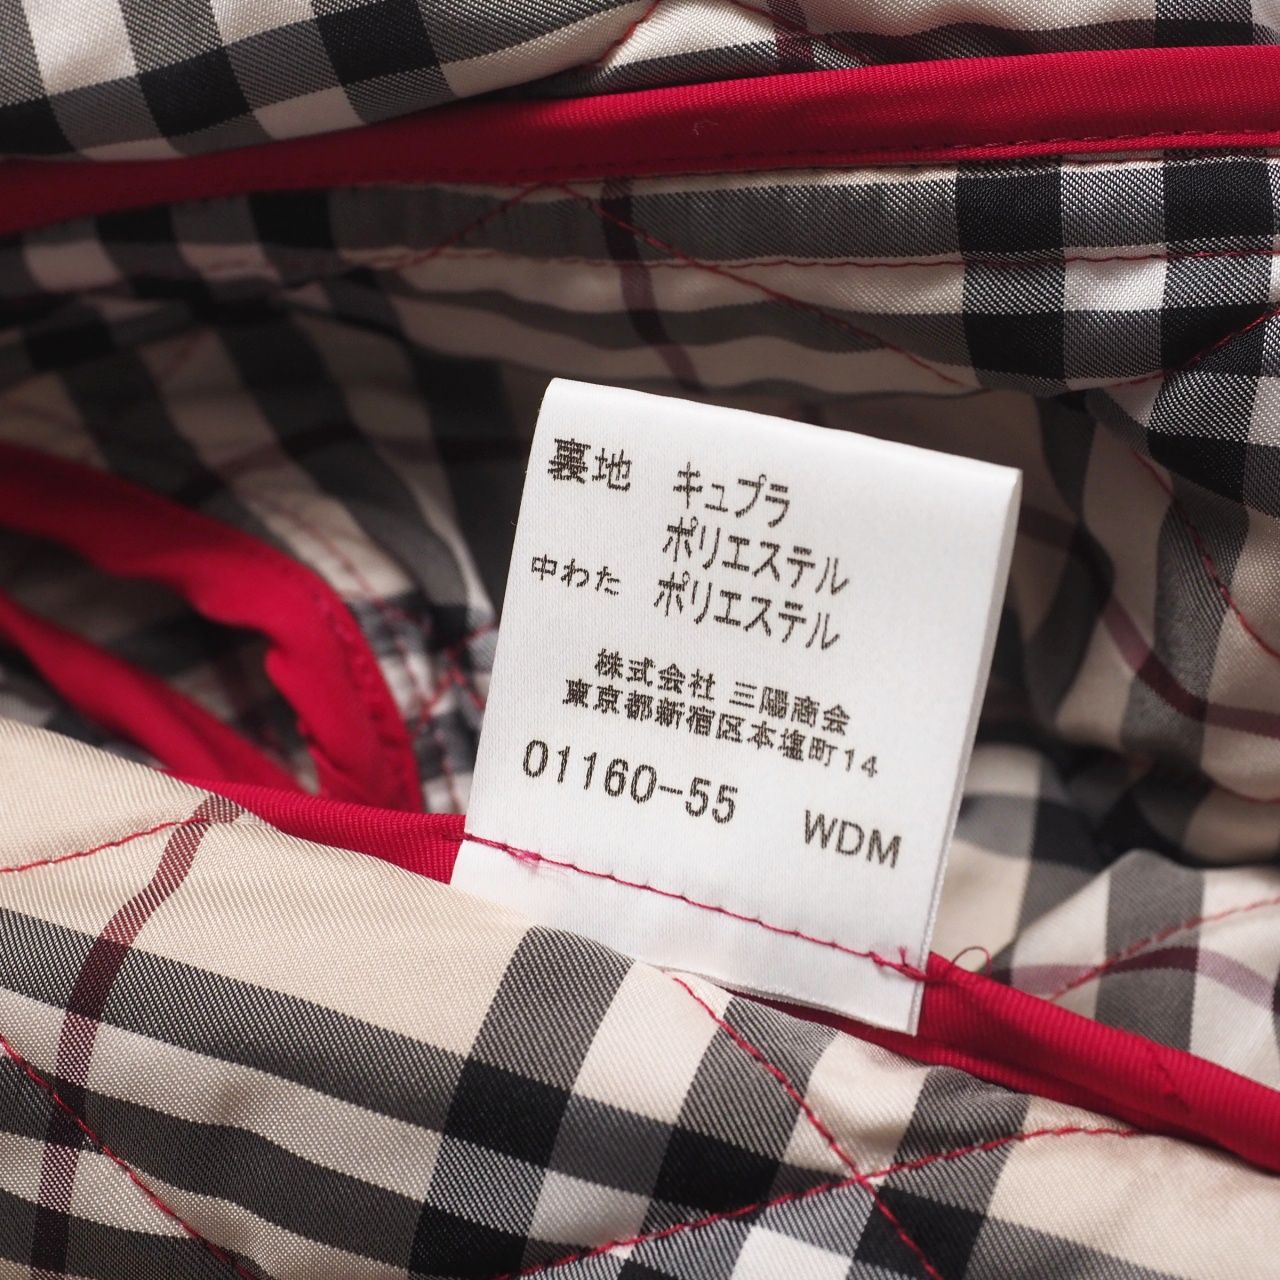 裏地 キュプラ
ポリエステル
中わた ポリエステル
株式会社 三陽商会
東京都新宿区本塩町14
01160-55 WDM